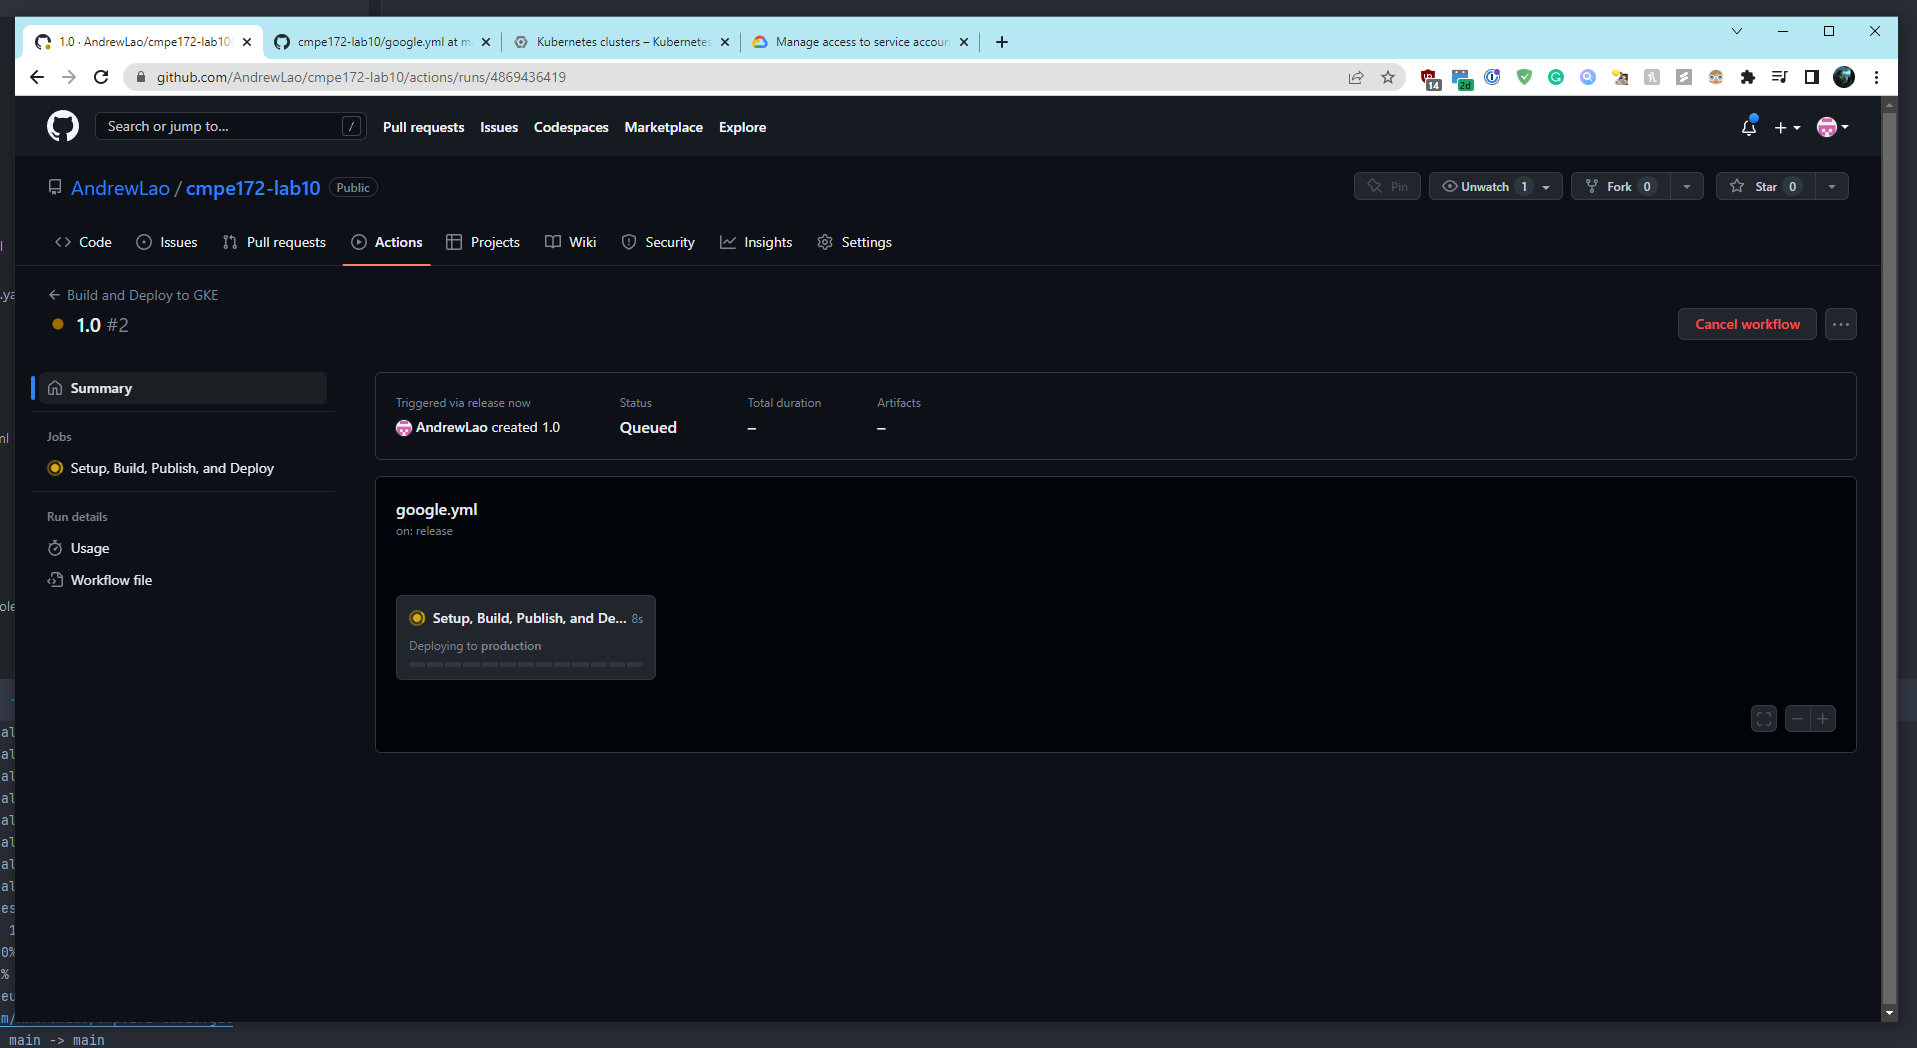 1.0 · AndrewLao/cmpe172-lab10
cmpe172-lab10/google.yml at m
Kubernetes clusters – Kubernetes
Manage access to service accoun
github.com/AndrewLao/cmpe172-lab10/actions/runs/4869436419
14
2d
Search or jump to...
/
Pull requests
Issues
Codespaces
Marketplace
Explore
AndrewLao / cmpe172-lab10
Public
Pin
Unwatch 1
Fork 0
Star 0
Code
Issues
Pull requests
Actions
Projects
Wiki
Security
Insights
Settings
Build and Deploy to GKE
1.0 #2
Cancel workflow
Summary
Jobs
Setup, Build, Publish, and Deploy
Run details
Usage
Workflow file
Triggered via release now
AndrewLao created 1.0
Status
Queued
Total duration
–
Artifacts
–
google.yml
on: release
Setup, Build, Publish, and De... 8s
Deploying to production
l
.ya
ml
ole
al
al
al
al
al
al
al
al
es
1
0%
%
eu
m/
main -> main